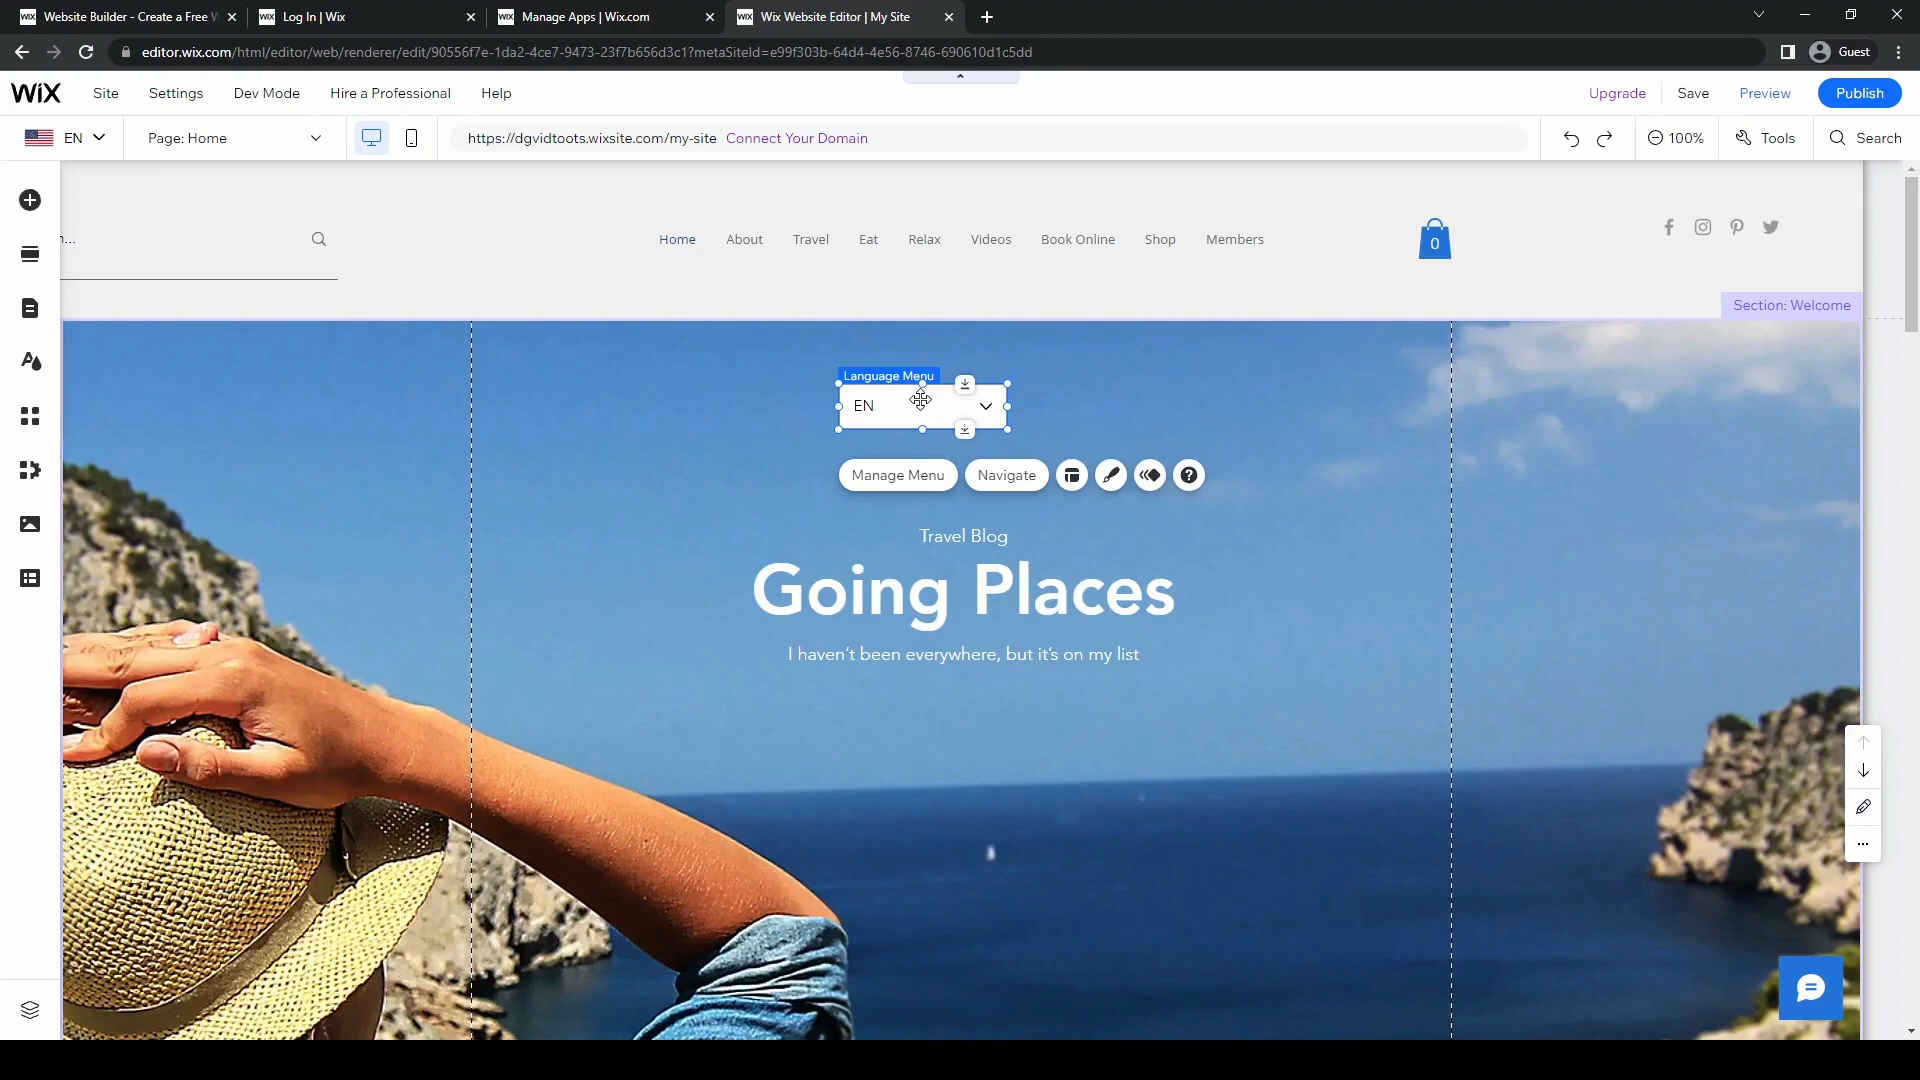 Website Builder - Create a Free W
Log In | Wix
Manage Apps | Wix.com
Wix Website Editor | My Site
editor.wix.com/html/editor/web/renderer/edit/90556f7e-1da2-4ce7-9473-23f7b656d3c1?metaSiteId=e99f303b-64d4-4e56-8746-690610d1c5dd
Guest
WiX Site Settings Dev Mode Hire a Professional Help Upgrade Save Preview Publish
EN Page: Home https://dgvidtoots.wixsite.com/my-site Connect Your Domain 100% Tools Search
... Home About Travel Eat Relax Videos Book Online Shop Members 0
Section: Welcome
Language Menu
EN
Manage Menu Navigate
Travel Blog
Going Places
I haven't been everywhere, but it's on my list